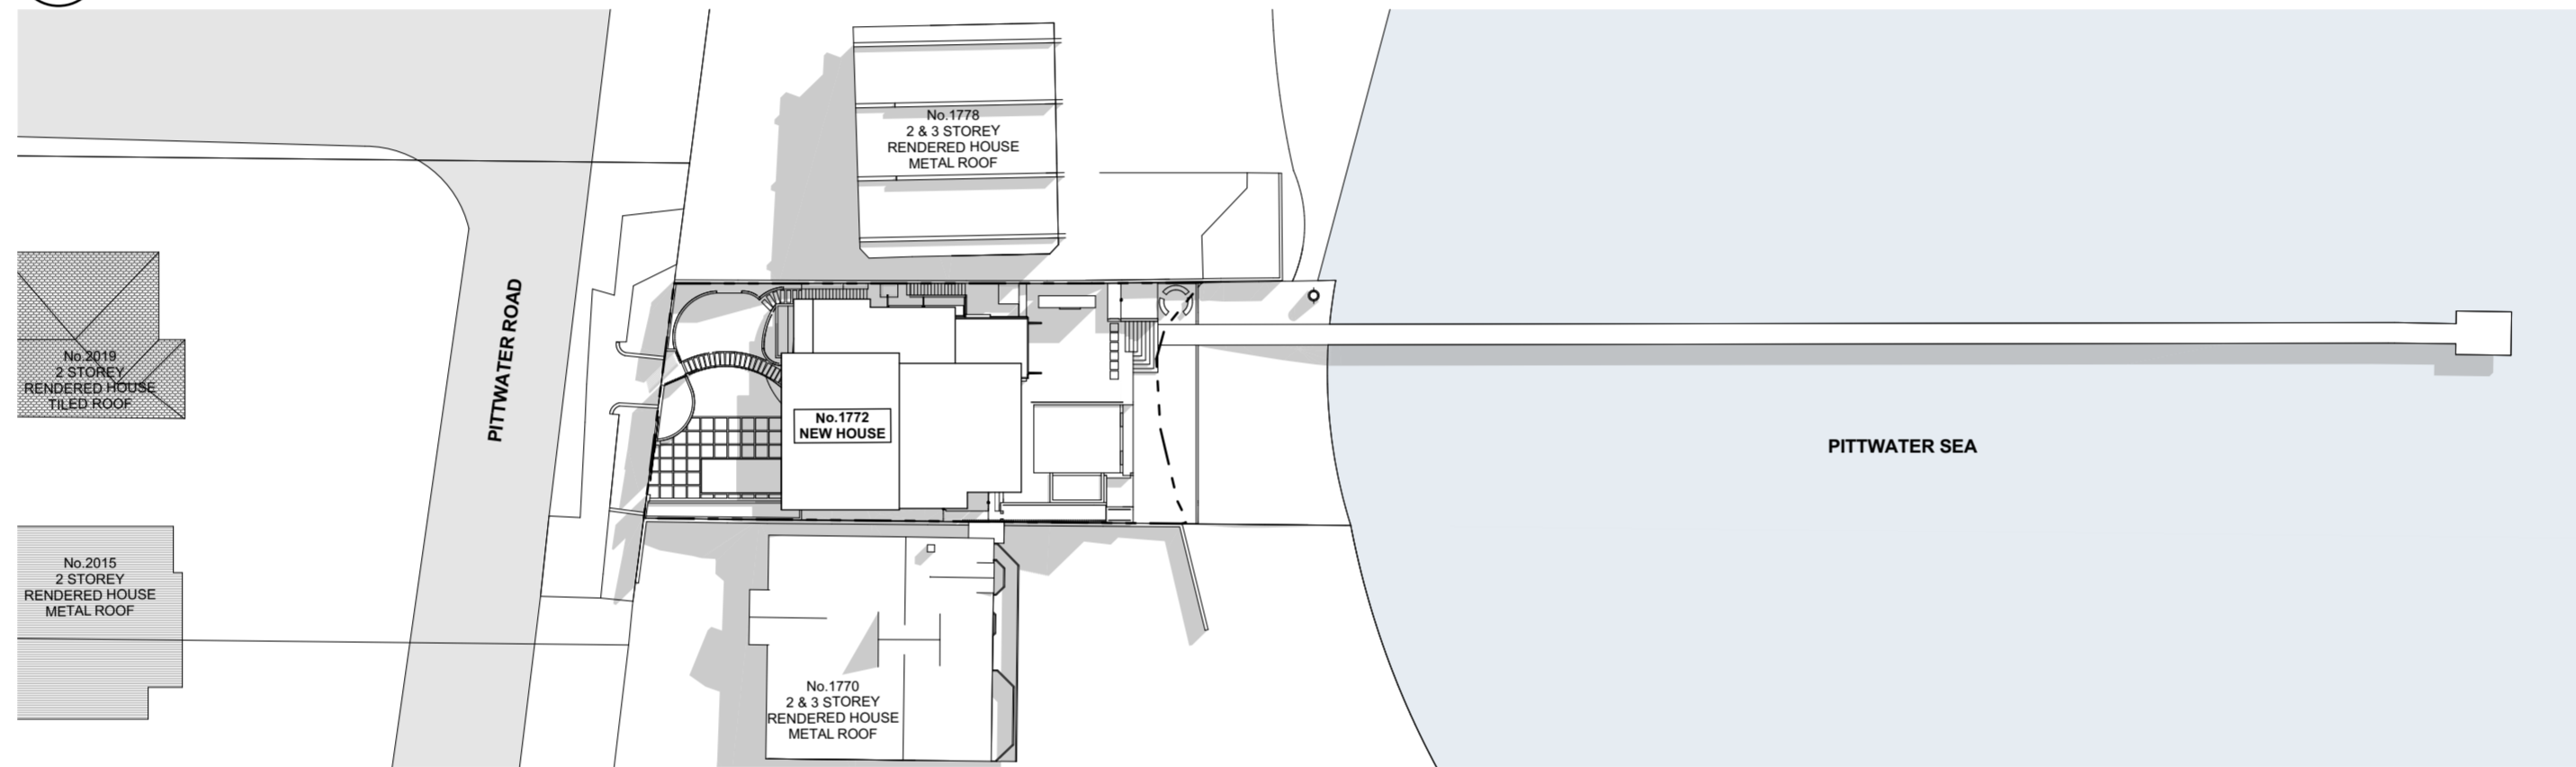 No.1778
2 & 3 STOREY
RENDERED HOUSE
METAL ROOF
No.2019
2 STOREY
RENDERED HOUSE
TILED ROOF
PITTWATER ROAD
No.1772
NEW HOUSE
PITTWATER SEA
No.2015
2 STOREY
RENDERED HOUSE
METAL ROOF
No.1770
2 & 3 STOREY
RENDERED HOUSE
METAL ROOF